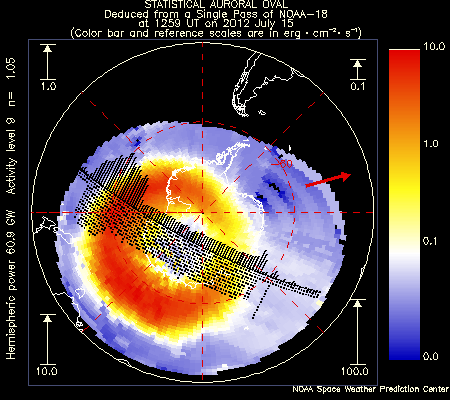 STATISTICAL AURORAL OVAL
Deduced from a Single Pass of NOAA-18
at 1259 UT on 2012 July 15
(Color bar and reference scales are in erg · cm⁻² · s⁻¹)
1.0
0.1
10.0
1.0
0.1
0.0
Hemispheric power 60.9 GW Activity level 9 n= 1.05
10.0
100.0
NOAA Space Weather Prediction Center